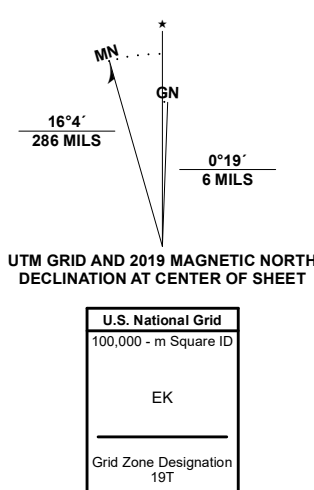 ★
MN
GN
16°4´
286 MILS
0°19´
6 MILS
UTM GRID AND 2019 MAGNETIC NORTH
DECLINATION AT CENTER OF SHEET
U.S. National Grid
100,000 - m Square ID
EK
Grid Zone Designation
19T